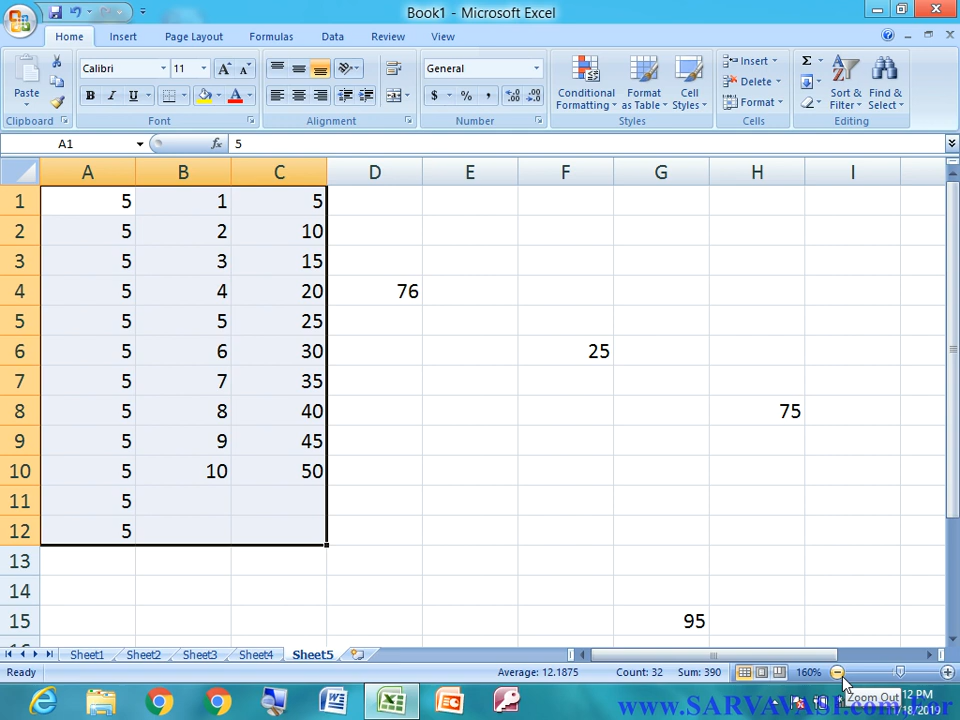 Book1 - Microsoft Excel
Home Insert Page Layout Formulas Data Review View
Calibri 11 General Insert
Paste Conditional Format Cell Delete Sort & Find &
Formatting as Table Styles Format Filter Select
Clipboard Font Alignment Number Styles Cells Editing
A1 fx 5
A B C D E F G H I
1 5 1 5
2 5 2 10
3 5 3 15
4 5 4 20 76
5 5 5 25
6 5 6 30 25
7 5 7 35
8 5 8 40 75
9 5 9 45
10 5 10 50
11 5
12 5
13
14
15 95
Sheet1 Sheet2 Sheet3 Sheet4 Sheet5
Ready Average: 12.1875 Count: 32 Sum: 390 160%
Zoom Out
12 PM
www.SARVAVASI.com